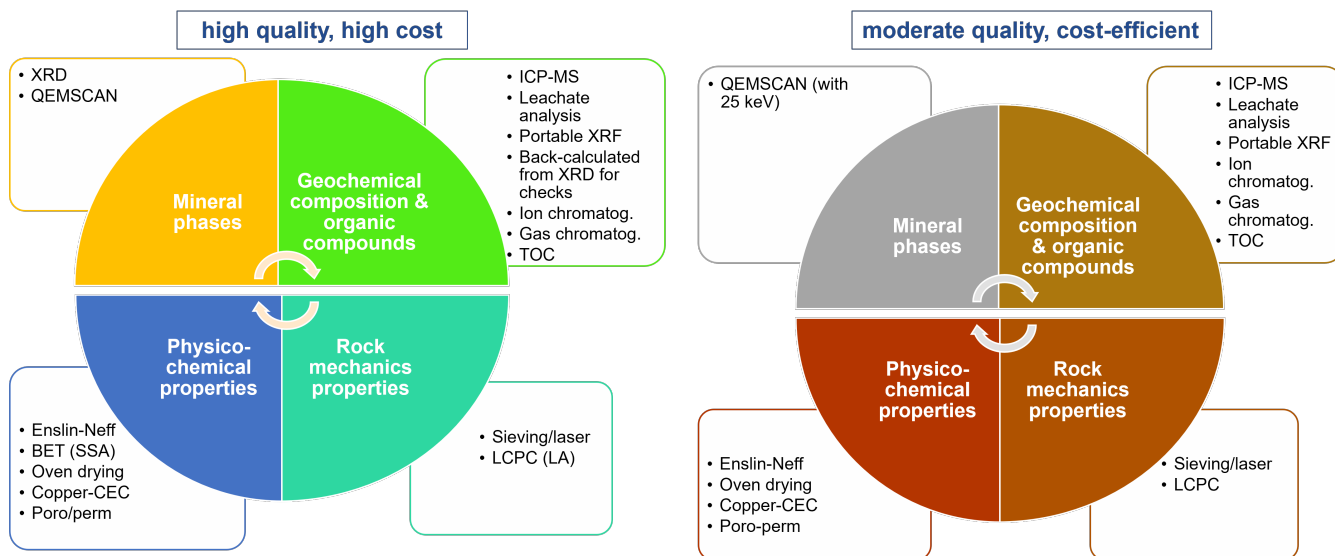 high quality, high cost
• XRD
• QEMSCAN
• ICP-MS
• Leachate
analysis
• Portable XRF
• Back-calculated
from XRD for
checks
• Ion chromatog.
• Gas chromatog.
• TOC
Mineral
phases
Geochemical
composition &
organic
compounds
Physico-
chemical
properties
Rock
mechanics
properties
• Enslin-Neff
• BET (SSA)
• Oven drying
• Copper-CEC
• Poro/perm
• Sieving/laser
• LCPC (LA)
moderate quality, cost-efficient
• QEMSCAN (with
25 keV)
• ICP-MS
• Leachate
analysis
• Portable XRF
• Ion
chromatog.
• Gas
chromatog.
• TOC
Mineral
phases
Geochemical
composition
& organic
compounds
Physico-
chemical
properties
Rock
mechanics
properties
• Enslin-Neff
• Oven drying
• Copper-CEC
• Poro-perm
• Sieving/laser
• LCPC